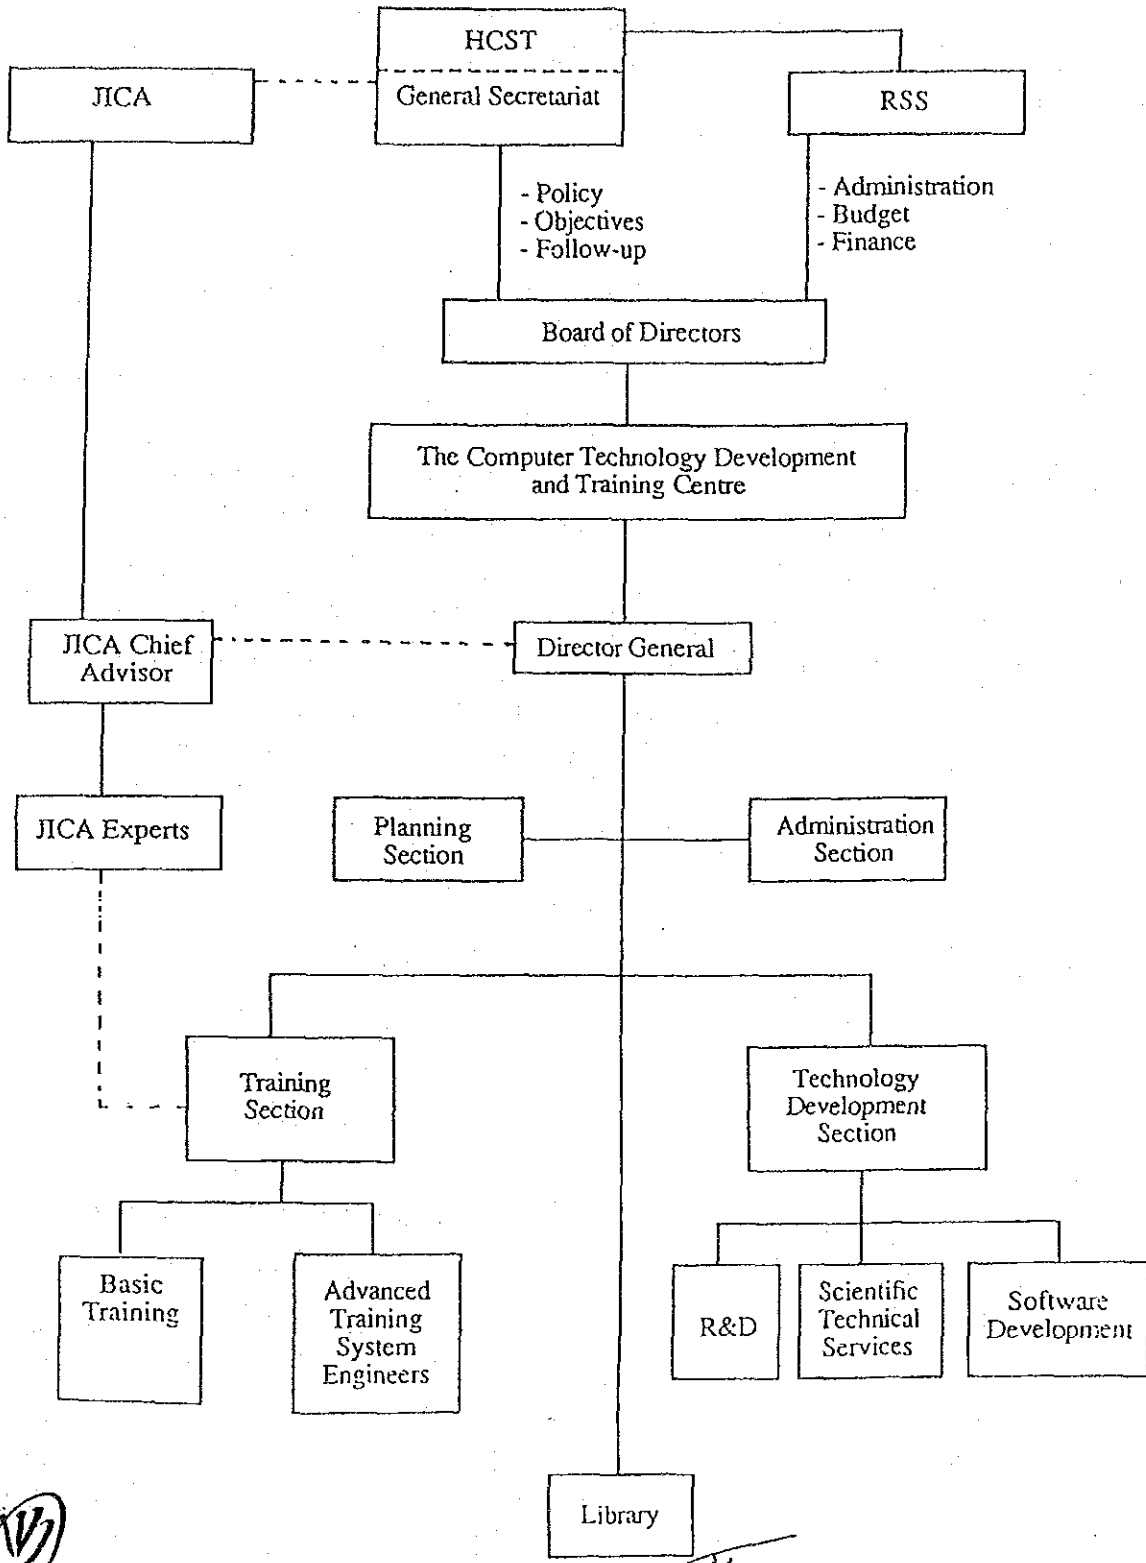 HCST
JICA
General Secretariat
RSS
- Policy
- Objectives
- Follow-up
- Administration
- Budget
- Finance
Board of Directors
The Computer Technology Development
and Training Centre
JICA Chief
Advisor
Director General
JICA Experts
Planning
Section
Administration
Section
Training
Section
Technology
Development
Section
Basic
Training
Advanced
Training
System
Engineers
R&D
Scientific
Technical
Services
Software
Development
Library